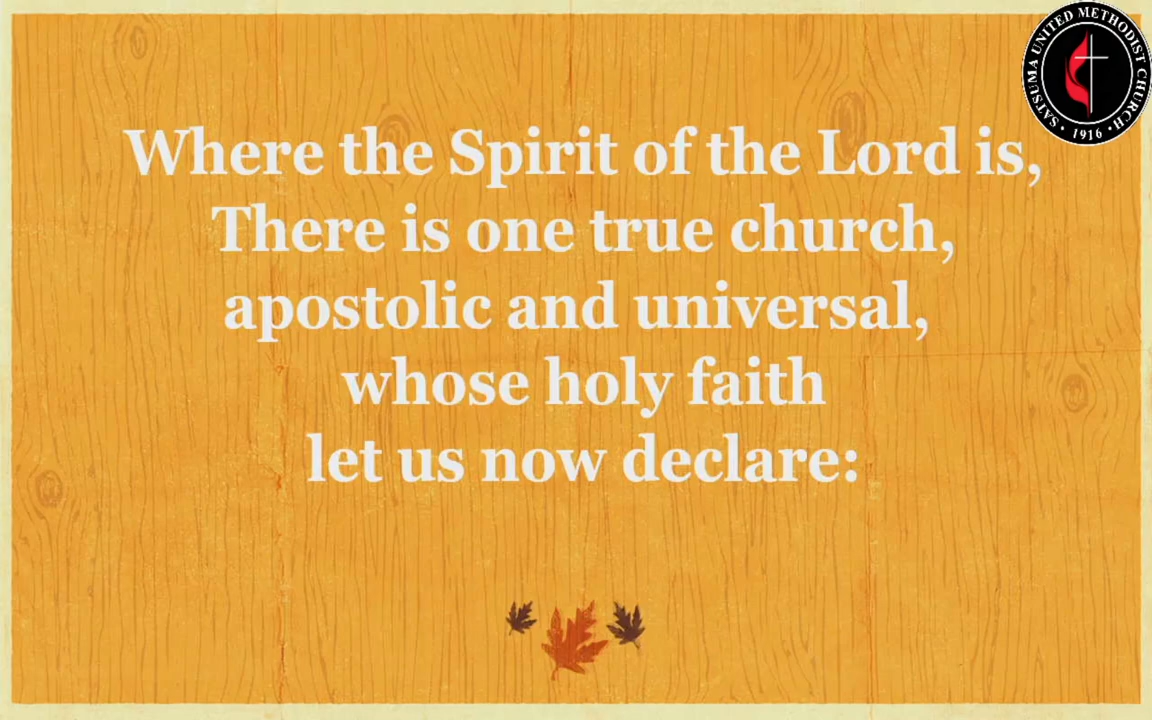 Where the Spirit of the Lord is,
There is one true church,
apostolic and universal,
whose holy faith
let us now declare:
SATSUMA UNITED METHODIST CHURCH
• 1916 •